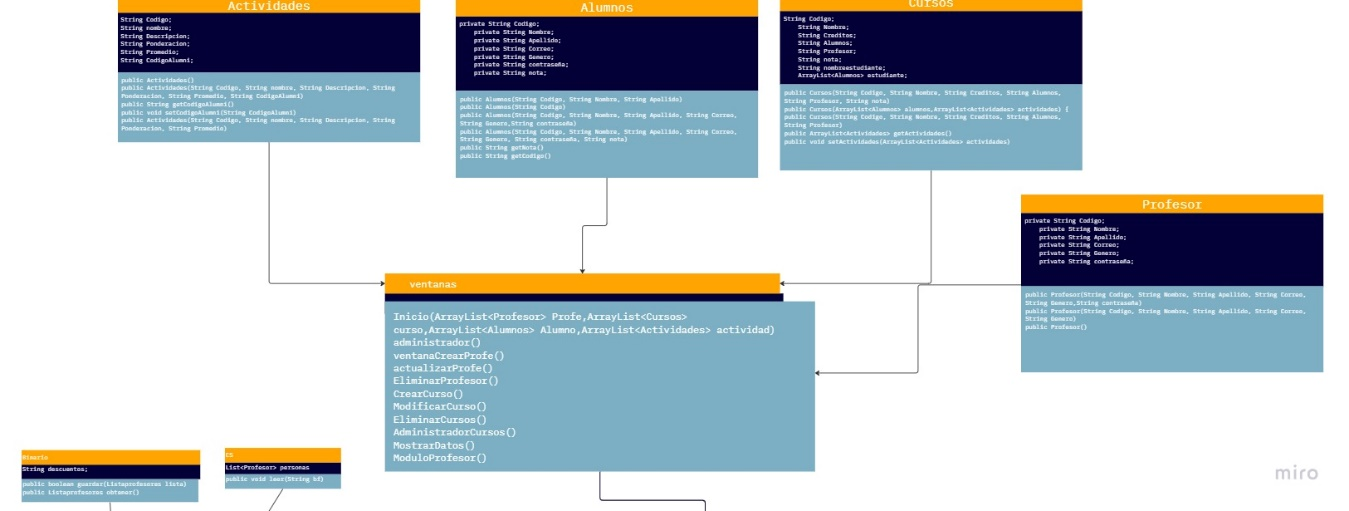 Actividades
String Codigo;
String nombre;
String Descripcion;
String Ponderacion;
String Promedio;
String CodigoAlumni;
public Actividades()
public Actividades(String Codigo, String nombre, String Descripcion, String
Ponderacion, String Promedio, String CodigoAlumni)
public String getCodigoAlumni()
public void setCodigoAlumni(String CodigoAlumni)
public Actividades(String Codigo, String nombre, String Descripcion, String
Ponderacion, String Promedio)
Alumnos
private String Codigo;
private String Nombre;
private String Apellido;
private String Correo;
private String Genero;
private String contraseña;
private String nota;
public Alumnos(String Codigo, String Nombre, String Apellido)
public Alumnos(String Codigo)
public Alumnos(String Codigo, String Nombre, String Apellido, String Correo,
String Genero,String contraseña)
public Alumnos(String Codigo, String Nombre, String Apellido, String Correo,
String Genero, String contraseña, String nota)
public String getNota()
public String getCodigo()
Cursos
String Codigo;
String Nombre;
String Creditos;
String Alumnos;
String Profesor;
String nota;
String nombreestudiante;
ArrayList<Alumnos> estudiante;
public Cursos(String Codigo, String Nombre, String Creditos, String Alumnos,
String Profesor, String nota)
public Cursos(ArrayList<Alumnos> alumnos,ArrayList<Actividades> actividades) {
public Cursos(String Codigo, String Nombre, String Creditos, String Alumnos,
String Profesor)
public ArrayList<Actividades> getActividades()
public void setActividades(ArrayList<Actividades> actividades)
Profesor
private String Codigo;
private String Nombre;
private String Apellido;
private String Correo;
private String Genero;
private String contraseña;
public Profesor(String Codigo, String Nombre, String Apellido, String Correo,
String Genero,String contraseña)
public Profesor(String Codigo, String Nombre, String Apellido, String Correo,
String Genero)
public Profesor()
ventanas
Inicio(ArrayList<Profesor> Profe,ArrayList<Cursos>
curso,ArrayList<Alumnos> Alumno,ArrayList<Actividades> actividad)
administrador()
ventanaCrearProfe()
actualizarProfe()
EliminarProfesor()
CrearCurso()
ModificarCurso()
EliminarCursos()
AdministradorCursos()
MostrarDatos()
ModuloProfesor()
Binario
String descuentos;
public boolean guardar(Listaprofesores lista)
public Listaprofesores obtener()
ES
List<Profesor> personas
public void leer(String bf)
miro